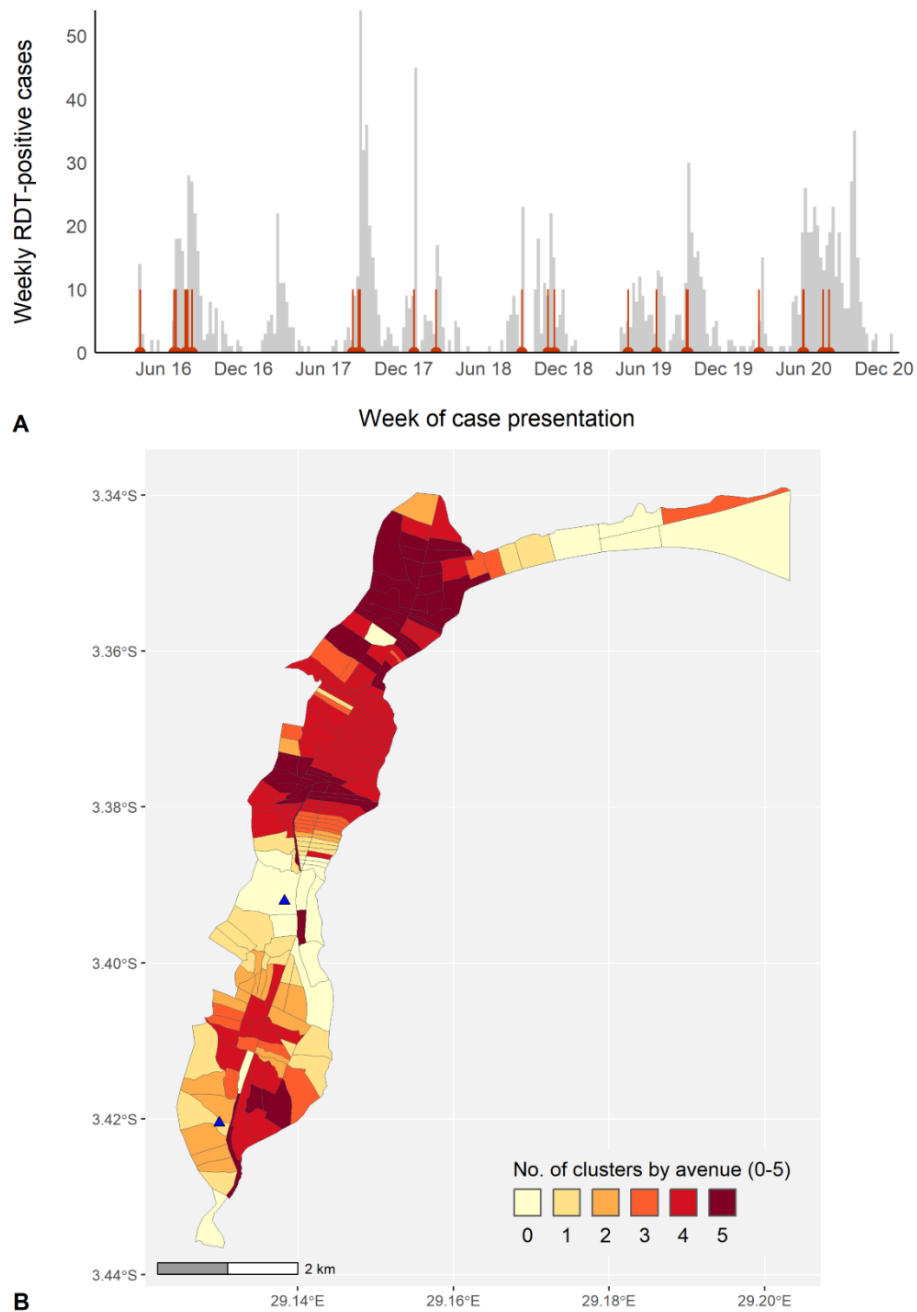 Weekly RDT-positive cases
50
40
30
20
10
0
Jun 16 Dec 16 Jun 17 Dec 17 Jun 18 Dec 18 Jun 19 Dec 19 Jun 20 Dec 20
A
Week of case presentation
3.34°S
3.36°S
3.38°S
3.40°S
3.42°S
3.44°S
No. of clusters by avenue (0-5)
0 1 2 3 4 5
2 km
B
29.14°E 29.16°E 29.18°E 29.20°E